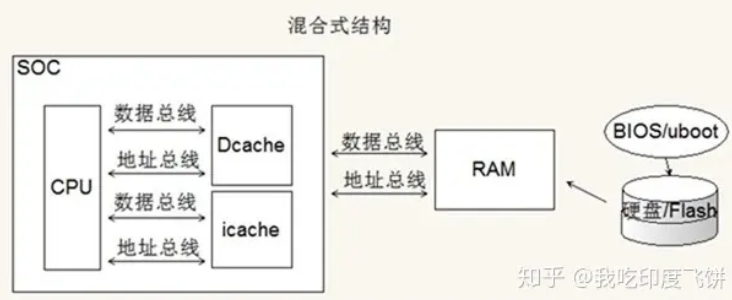 混合式结构
SOC
CPU
数据总线
地址总线
数据总线
地址总线
Dcache
icache
数据总线
地址总线
RAM
BIOS/uboot
硬盘/Flash
知乎 @我吃印度飞饼